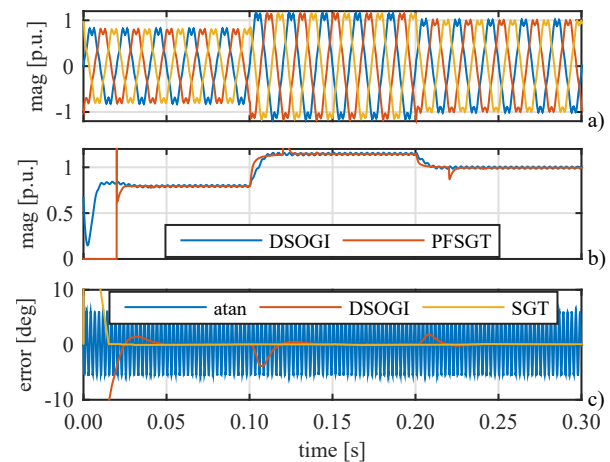 1
0
-1
mag [p.u.]
a)
1
0.5
0
mag [p.u.]
DSOGI PFSGT
b)
10
0
-10
error [deg]
atan DSOGI SGT
c)
0.00 0.05 0.10 0.15 0.20 0.25 0.30
time [s]